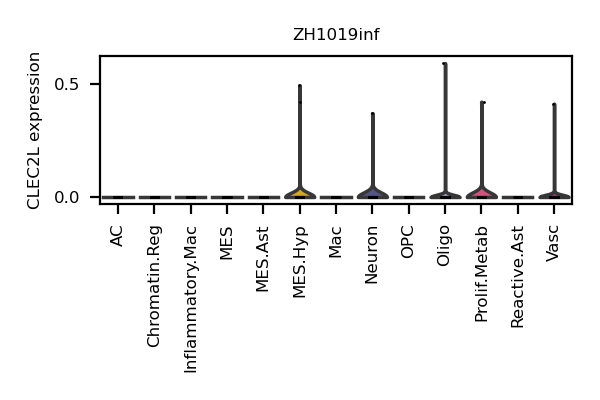 ZH1019inf
CLEC2L expression
0.5
0.0
AC
Chromatin.Reg
Inflammatory.Mac
MES
MES.Ast
MES.Hyp
Mac
Neuron
OPC
Oligo
Prolif.Metab
Reactive.Ast
Vasc